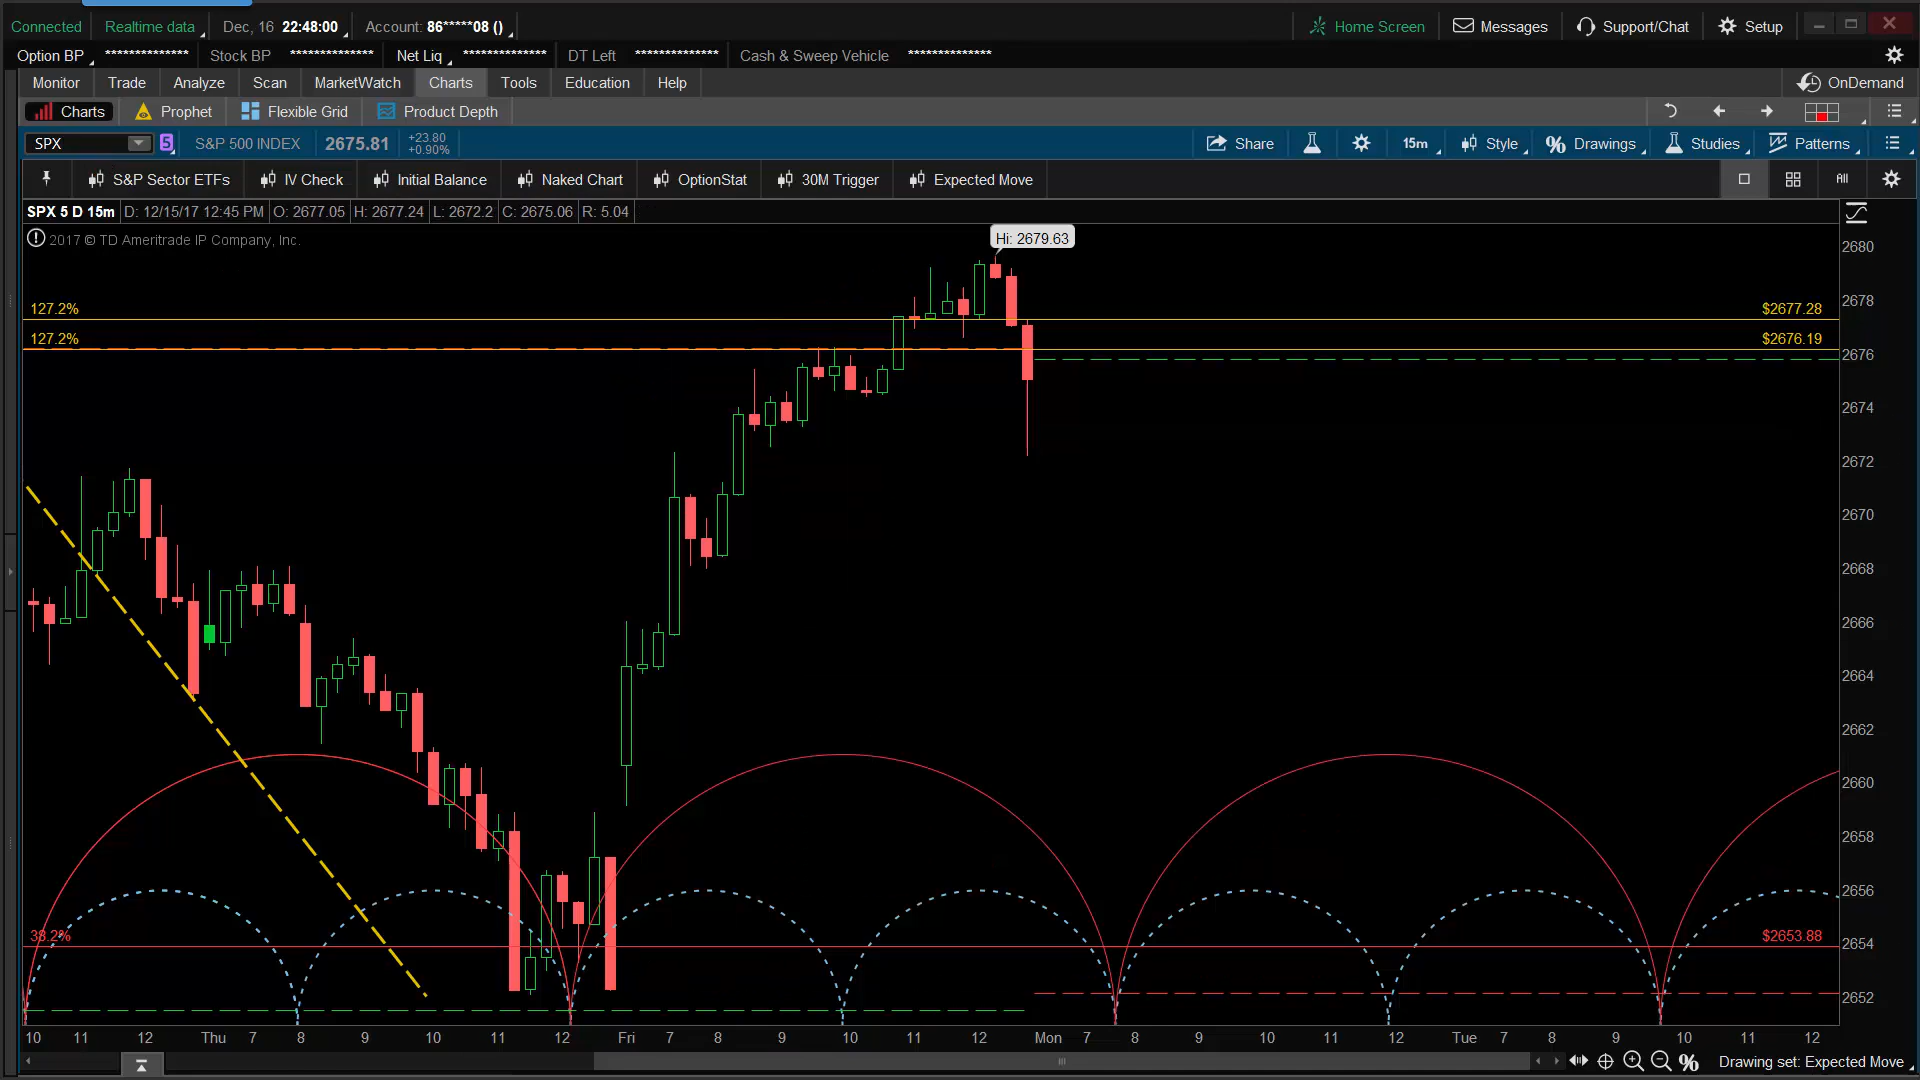 Connected Realtime data Dec, 16 22:48:00 Account: 86*****08 () Home Screen Messages Support/Chat Setup
Option BP ************** Stock BP ************** Net Liq ************** DT Left ************** Cash & Sweep Vehicle **************
Monitor Trade Analyze Scan MarketWatch Charts Tools Education Help OnDemand
Charts Prophet Flexible Grid Product Depth
SPX 5 S&P 500 INDEX 2675.81 +23.80 +0.90% Share 15m Style Drawings Studies Patterns
S&P Sector ETFs IV Check Initial Balance Naked Chart OptionStat 30M Trigger Expected Move All
SPX 5 D 15m D: 12/15/17 12:45 PM O: 2677.05 H: 2677.24 L: 2672.2 C: 2675.06 R: 5.04
2017 © TD Ameritrade IP Company, Inc.
Hi: 2679.63
2680
2678
127.2% $2677.28
127.2% $2676.19
2676
2674
2672
2670
2668
2666
2664
2662
2660
2658
2656
38.2% $2653.88
2654
2652
10 11 12 Thu 7 8 9 10 11 12 Fri 7 8 9 10 11 12 Mon 7 8 9 10 11 12 Tue 7 8 9 10 11 12
Drawing set: Expected Move